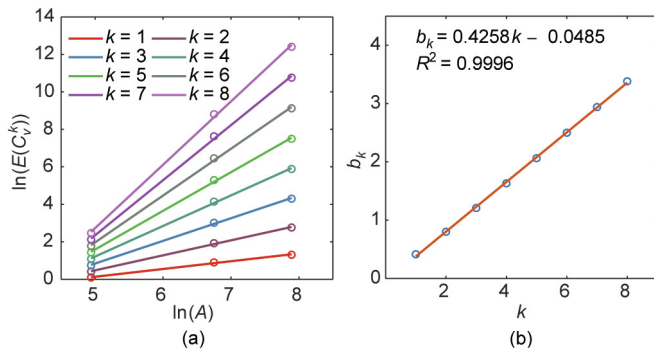 14
12
10
8
6
4
2
0
k = 1 k = 2
k = 3 k = 4
k = 5 k = 6
k = 7 k = 8
ln(E(C_v^k))
5 6 7 8
ln(A)
(a)
b_k = 0.4258k − 0.0485
R² = 0.9996
4
3
2
1
0
b_k
2 4 6 8
k
(b)